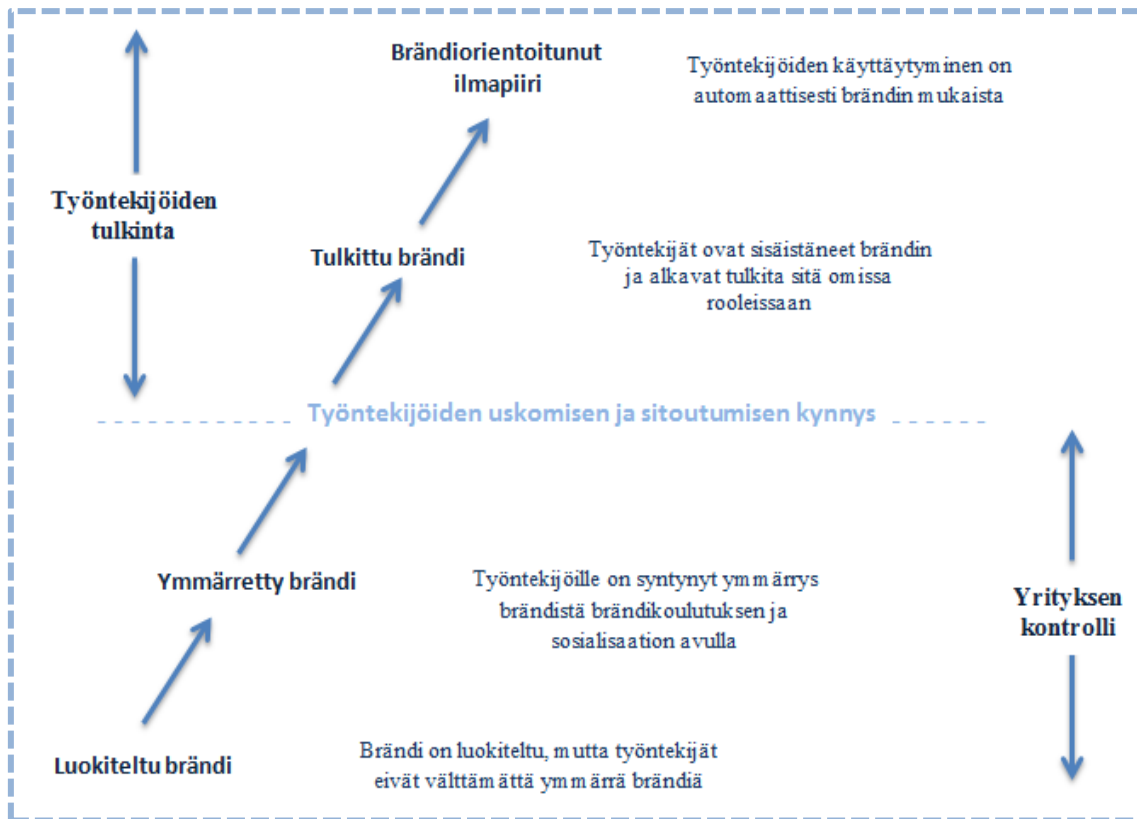 Brändiorientoitunut
ilmapiiri
Työntekijöiden käyttäytyminen on
automaattisesti brändin mukaista
Työntekijöiden
tulkinta
Tulkittu brändi
Työntekijät ovat sisäistäneet brändin
ja alkavat tulkita sitä omissa
rooleissaan
Työntekijöiden uskomisen ja sitoutumisen kynnys
Ymmärretty brändi
Työntekijöille on syntynyt ymmärrys
brändistä brändikoulutuksen ja
sosialisaation avulla
Yrityksen
kontrolli
Luokiteltu brändi
Brändi on luokiteltu, mutta työntekijät
eivät välttämättä ymmärrä brändiä